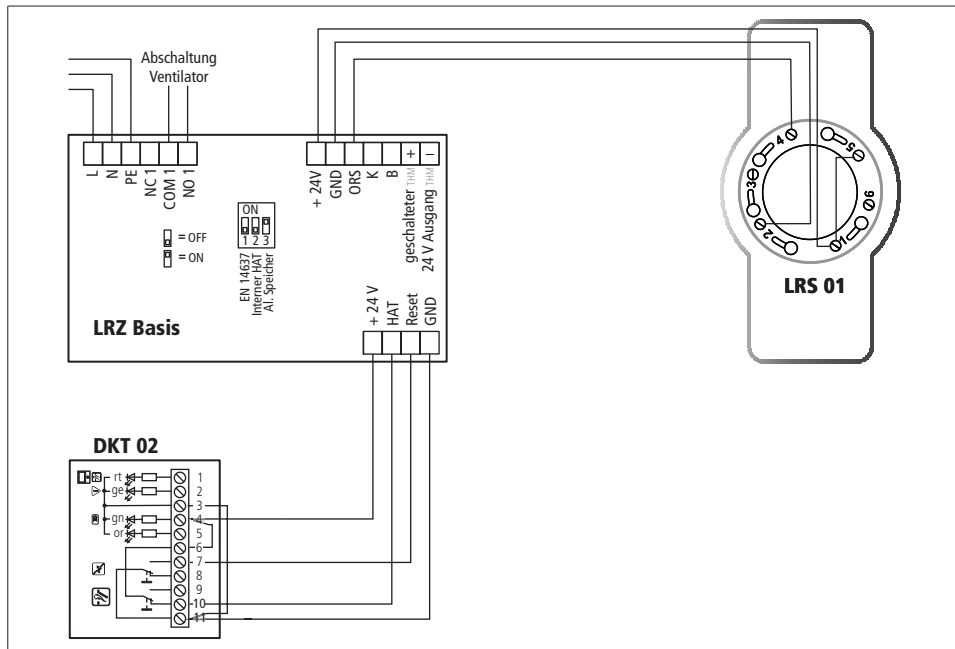 Abschaltung
Ventilator
L
N
PE
NC 1
COM 1
NO 1
+ 24V
GND
ORS
K
B
+
−
geschalteter THM
24 V Ausgang THM
= OFF
= ON
ON
1 2 3
EN 14637
Interner HAT
Al. Speicher
LRZ Basis
+ 24 V
HAT
Reset
GND
4
5
3
6
2
1
LRS 01
DKT 02
rt
ge
gn
or
1
2
3
4
5
6
7
8
9
10
11